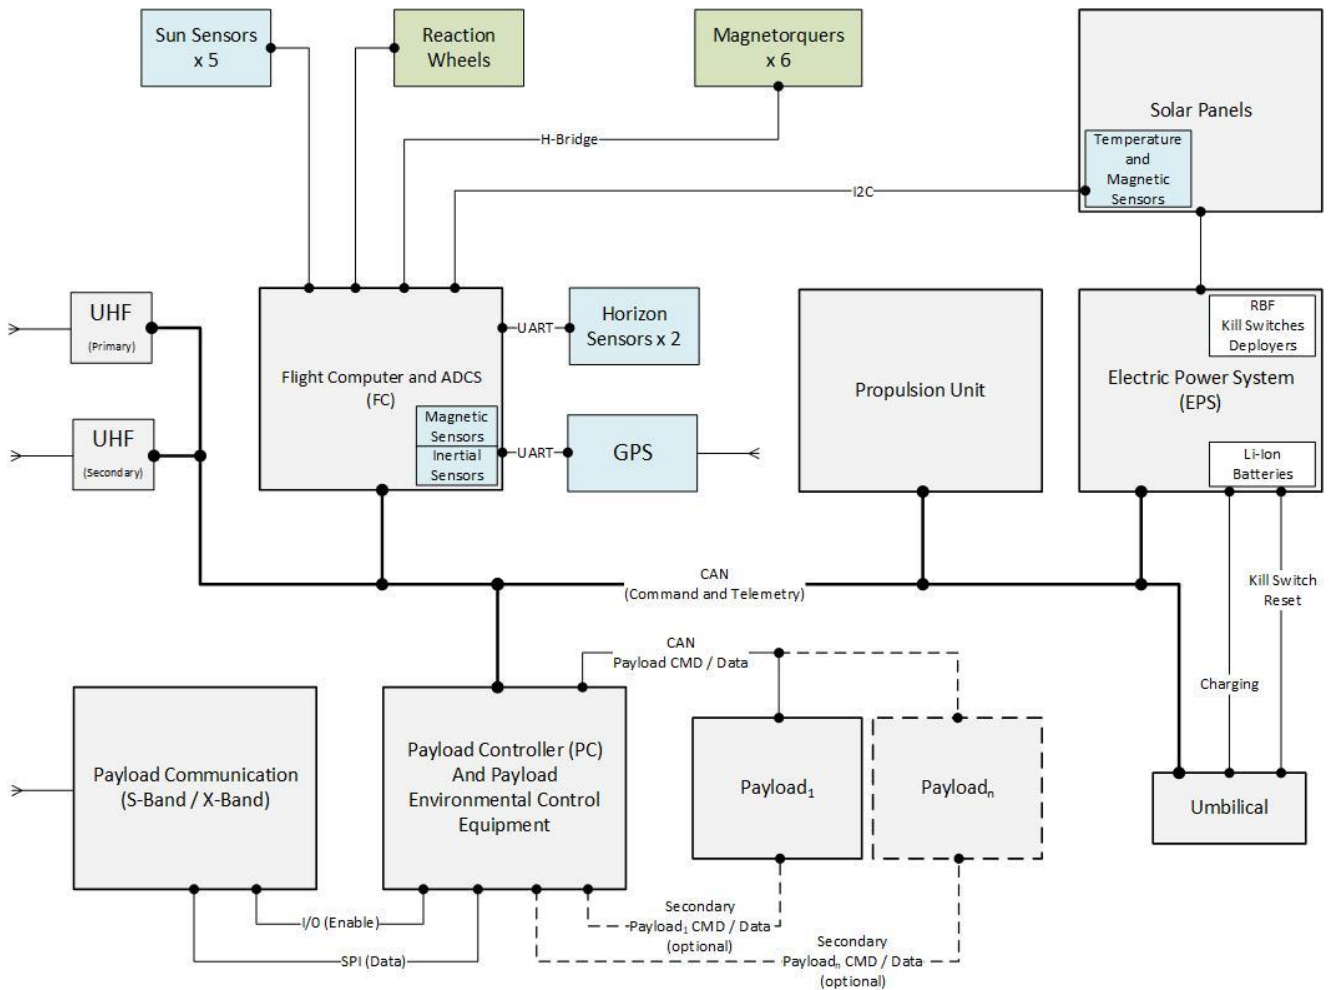 Sun Sensors
x 5
Reaction
Wheels
Magnetorquers
x 6
Solar Panels
Temperature
and
Magnetic
Sensors
H-Bridge
I2C
UHF
(Primary)
UHF
(Secondary)
Flight Computer and ADCS
(FC)
Magnetic
Sensors
Inertial
Sensors
UART
Horizon
Sensors x 2
UART
GPS
Propulsion Unit
RBF
Kill Switches
Deployers
Electric Power System
(EPS)
Li-Ion
Batteries
CAN
(Command and Telemetry)
Kill Switch
Reset
Charging
CAN
Payload CMD / Data
Payload Communication
(S-Band / X-Band)
Payload Controller (PC)
And Payload
Environmental Control
Equipment
Payload₁
Payloadₙ
Umbilical
I/O (Enable)
SPI (Data)
Secondary
Payload₁ CMD / Data
(optional)
Secondary
Payloadₙ CMD / Data
(optional)